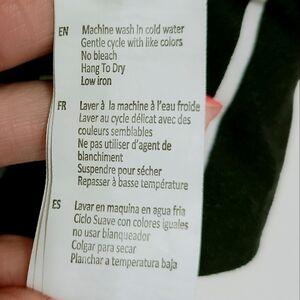 EN Machine wash in cold water
Gentle cycle with like colors
No bleach
Hang To Dry
Low iron
FR Laver à la machine à l'eau froide
Laver au cycle délicat avec des
couleurs semblables
Ne pas utiliser d'agent de
blanchiment
Suspendre pour sécher
Repasser à basse température
ES Lavar en maquina en agua fria
Ciclo Suave con colores iguales
no usar blanqueador
Colgar para secar
Planchar a temperatura baja